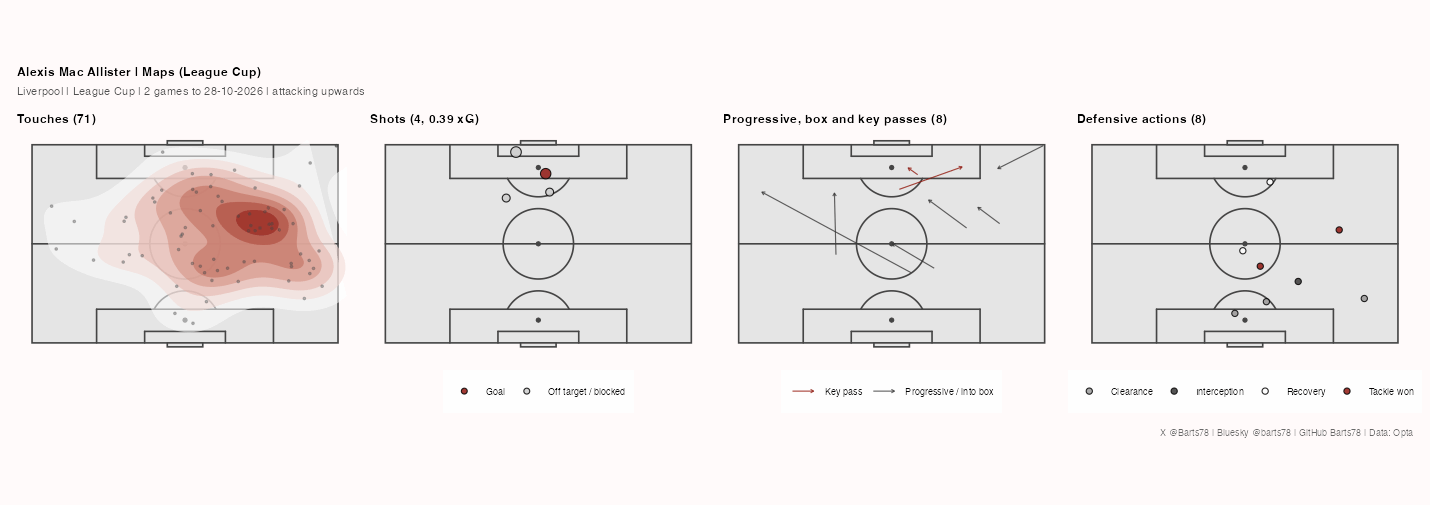 Alexis Mac Allister | Maps (League Cup)
Liverpool | League Cup | 2 games to 28-10-2026 | attacking upwards
Touches (71)
Shots (4, 0.39 xG)
Progressive, box and key passes (8)
Defensive actions (8)
Goal
Off target / blocked
Key pass
Progressive / into box
Clearance
Interception
Recovery
Tackle won
X @Barts78 | Bluesky @barts78 | GitHub Barts78 | Data: Opta